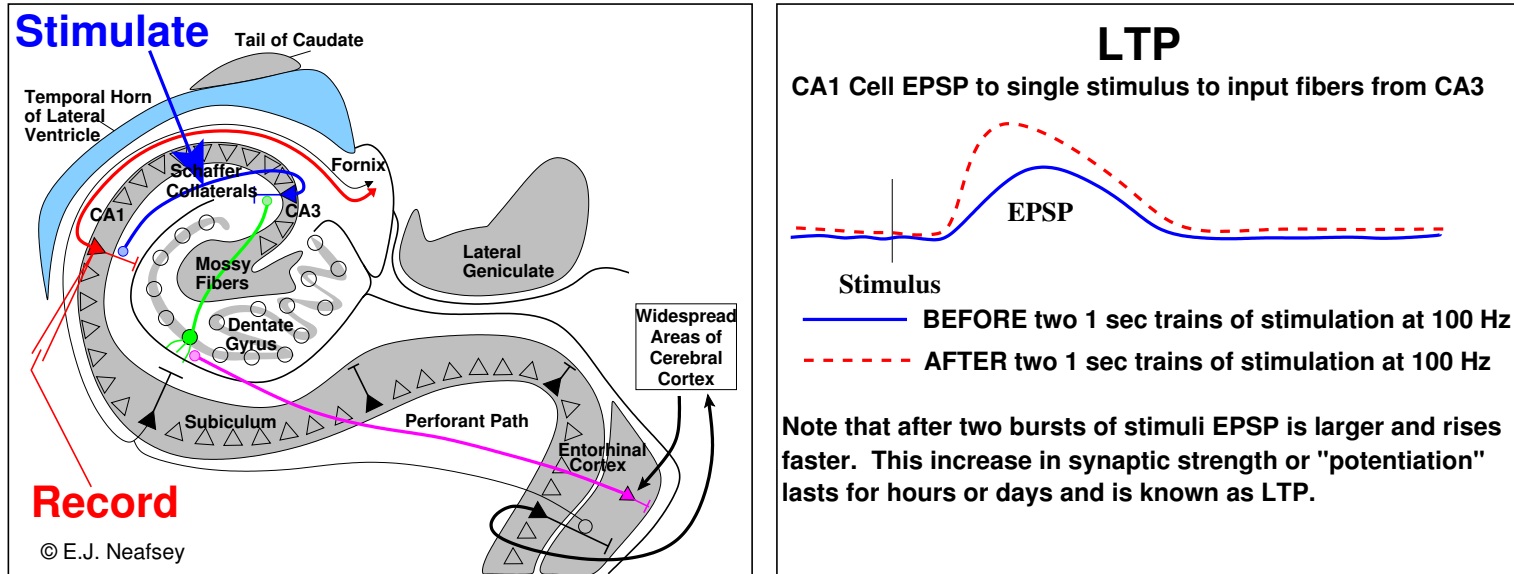 Stimulate
Tail of Caudate
Temporal Horn
of Lateral
Ventricle
Fornix
Schaffer
Collaterals
CA1
CA3
Lateral
Geniculate
Mossy
Fibers
Dentate
Gyrus
Widespread
Areas of
Cerebral
Cortex
Subiculum
Perforant Path
Entorhinal
Cortex
Record
© E.J. Neafsey
LTP
CA1 Cell EPSP to single stimulus to input fibers from CA3
EPSP
Stimulus
BEFORE two 1 sec trains of stimulation at 100 Hz
AFTER two 1 sec trains of stimulation at 100 Hz
Note that after two bursts of stimuli EPSP is larger and rises
faster. This increase in synaptic strength or "potentiation"
lasts for hours or days and is known as LTP.